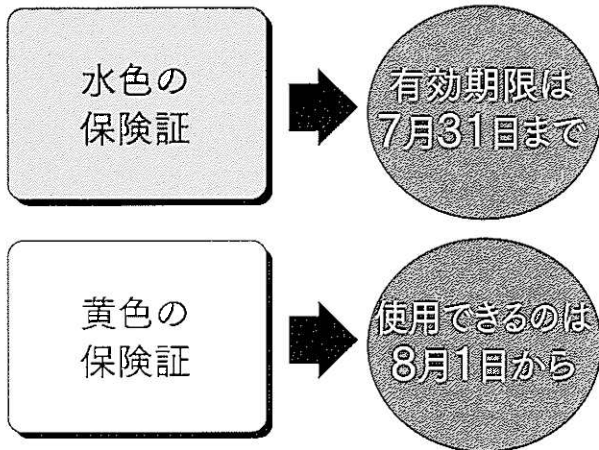 水色の
保険証
有効期限は
7月31日まで
黄色の
保険証
使用できるのは
8月1日から